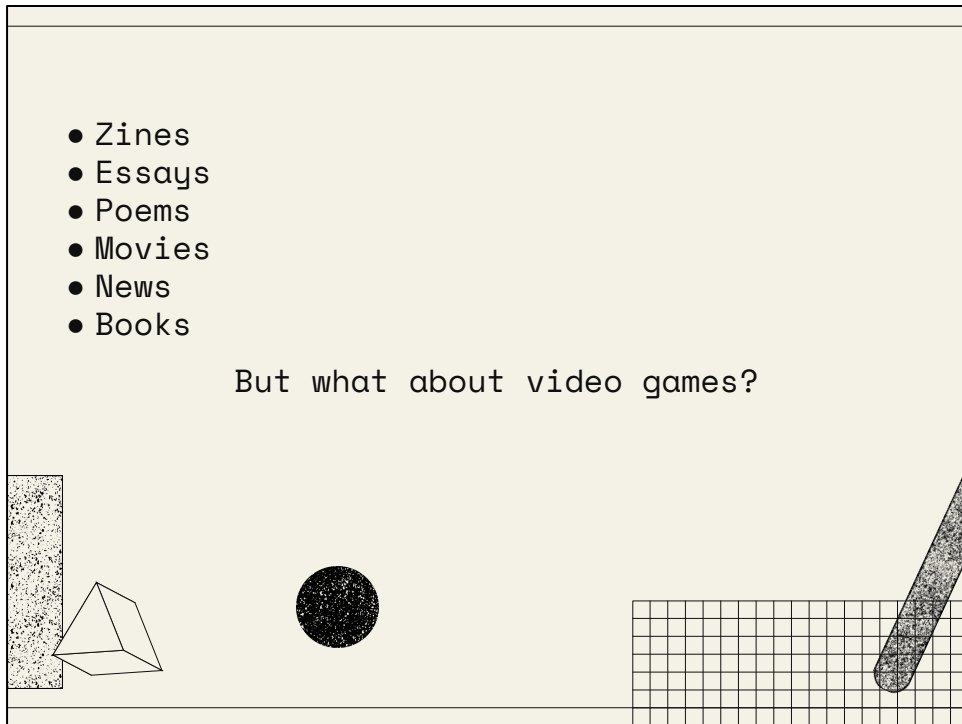 ● Zines
● Essays
● Poems
● Movies
● News
● Books
But what about video games?